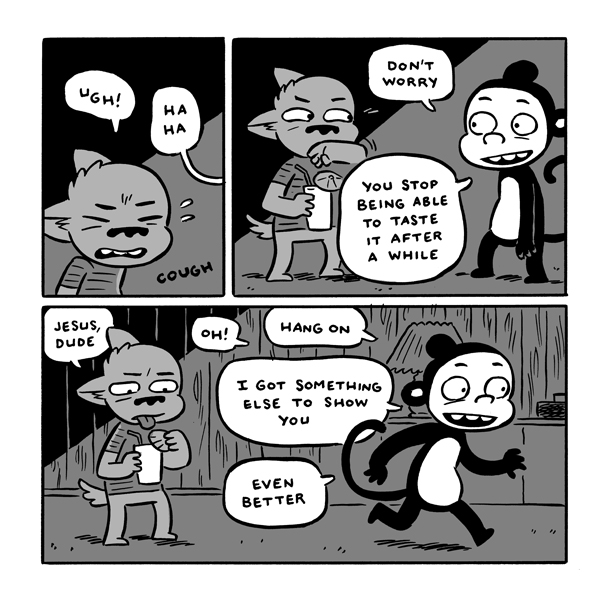 UGH!
HA
HA
COUGH
DON'T
WORRY
YOU STOP
BEING ABLE
TO TASTE
IT AFTER
A WHILE
JESUS,
DUDE
OH!
HANG ON
I GOT SOMETHING
ELSE TO SHOW
YOU
EVEN
BETTER